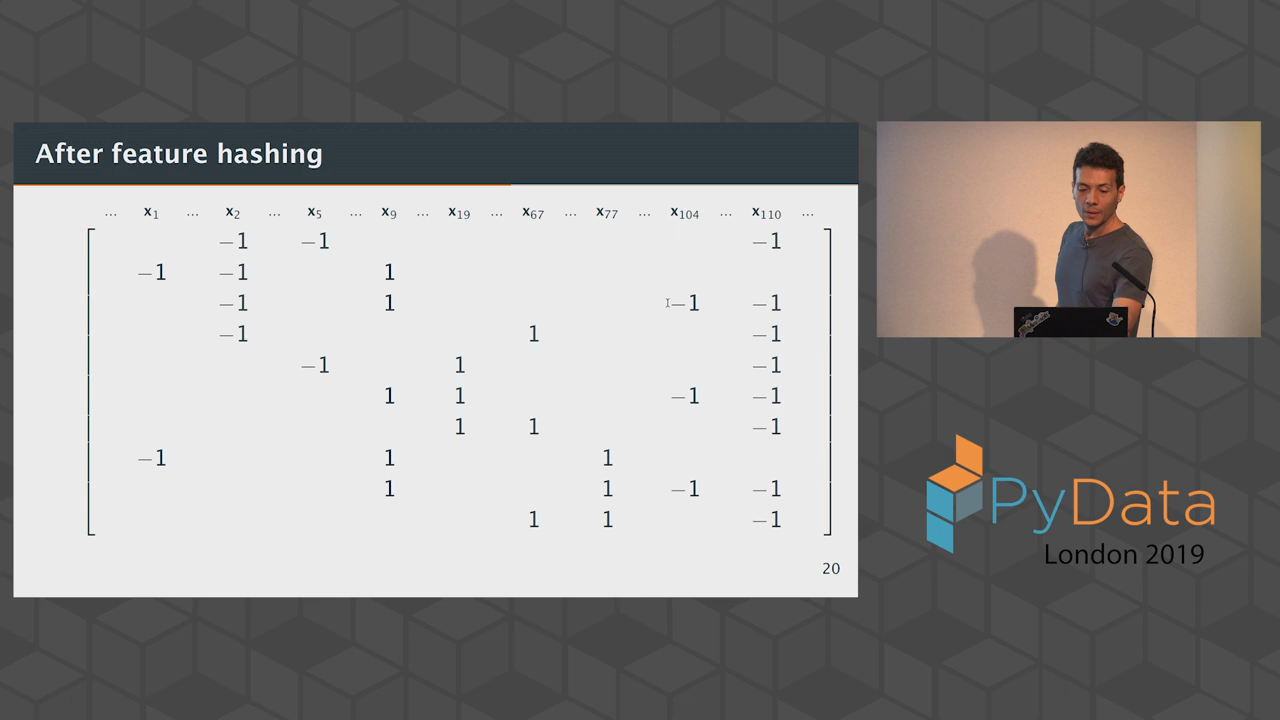 After feature hashing
... x1 ... x2 ... x5 ... x9 ... x19 ... x67 ... x77 ... x104 ... x110 ...
−1 −1 −1
−1 −1 1
−1 1 −1 −1
−1 1 −1
−1 1 −1
1 1 −1 −1
1 1 −1
−1 1 1
1 1 −1 −1
1 1 −1
20
PyData
London 2019